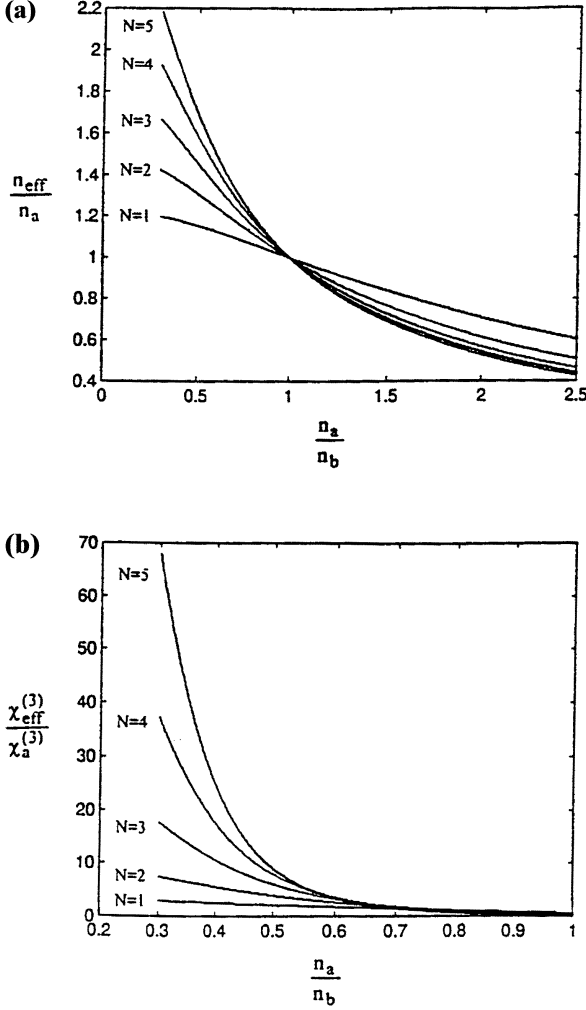 (a)
2.2
2
1.8
1.6
1.4
1.2
1
0.8
0.6
0.4
N=5
N=4
N=3
N=2
N=1
n_eff
n_a
0
0.5
1
1.5
2
2.5
n_a
n_b
(b)
70
60
50
40
30
20
10
0
N=5
N=4
N=3
N=2
N=1
χ_eff^(3)
χ_a^(3)
0.2
0.3
0.4
0.5
0.6
0.7
0.8
0.9
1
n_a
n_b